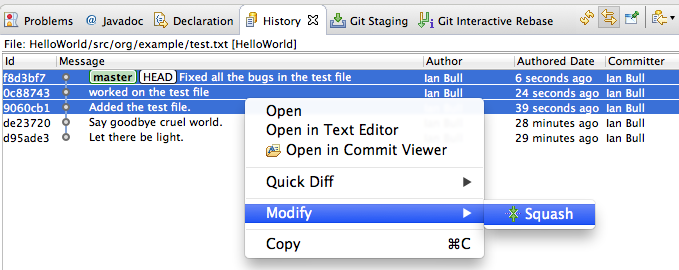 Problems @ Javadoc Declaration History Git Staging Git Interactive Rebase
File: HelloWorld/src/org/example/test.txt [HelloWorld]
Id Message Author Authored Date Committer
f8d3bf7 master HEAD Fixed all the bugs in the test file Ian Bull 6 seconds ago Ian Bull
0c88743 worked on the test file Ian Bull 24 seconds ago Ian Bull
9060cb1 Added the test file. Ian Bull 39 seconds ago Ian Bull
de23720 Say goodbye cruel world. 28 minutes ago Ian Bull
d95ade3 Let there be light. 29 minutes ago Ian Bull
Open
Open in Text Editor
Open in Commit Viewer
Quick Diff
Modify Squash
Copy ⌘C